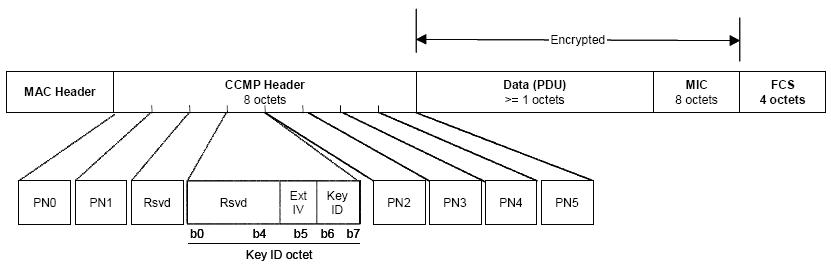 Encrypted
MAC Header
CCMP Header
8 octets
Data (PDU)
>= 1 octets
MIC
8 octets
FCS
4 octets
PN0
PN1
Rsvd
Rsvd
Ext
IV
Key
ID
PN2
PN3
PN4
PN5
b0 b4 b5 b6 b7
Key ID octet